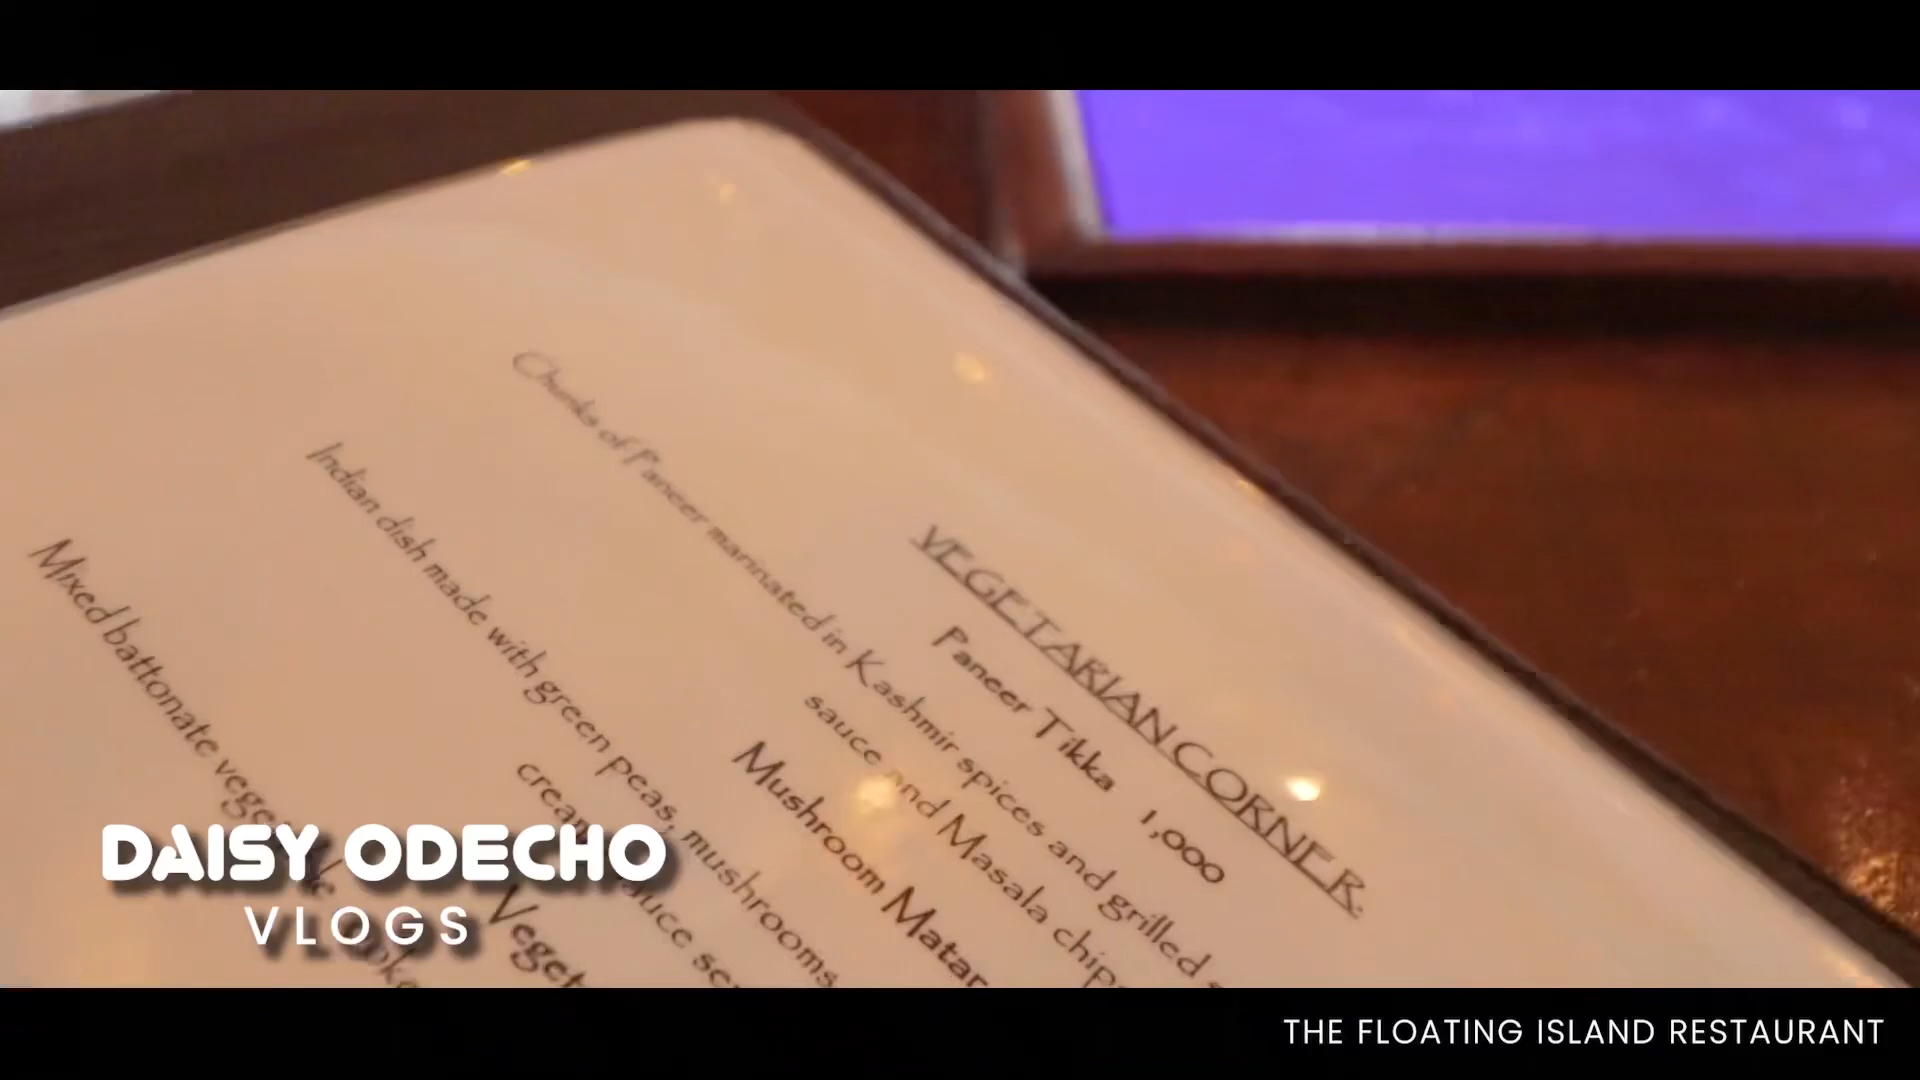 VEGETARIAN CORNER
Paneer Tikka 1,000
Chunks of Paneer marinated in Kashmir spices and grilled
sauce and Masala chips
Mushroom Matar
Indian dish made with green peas, mushrooms
cream sauce
Veget
Mixed battonate
DAISY ODECHO
VLOGS
THE FLOATING ISLAND RESTAURANT